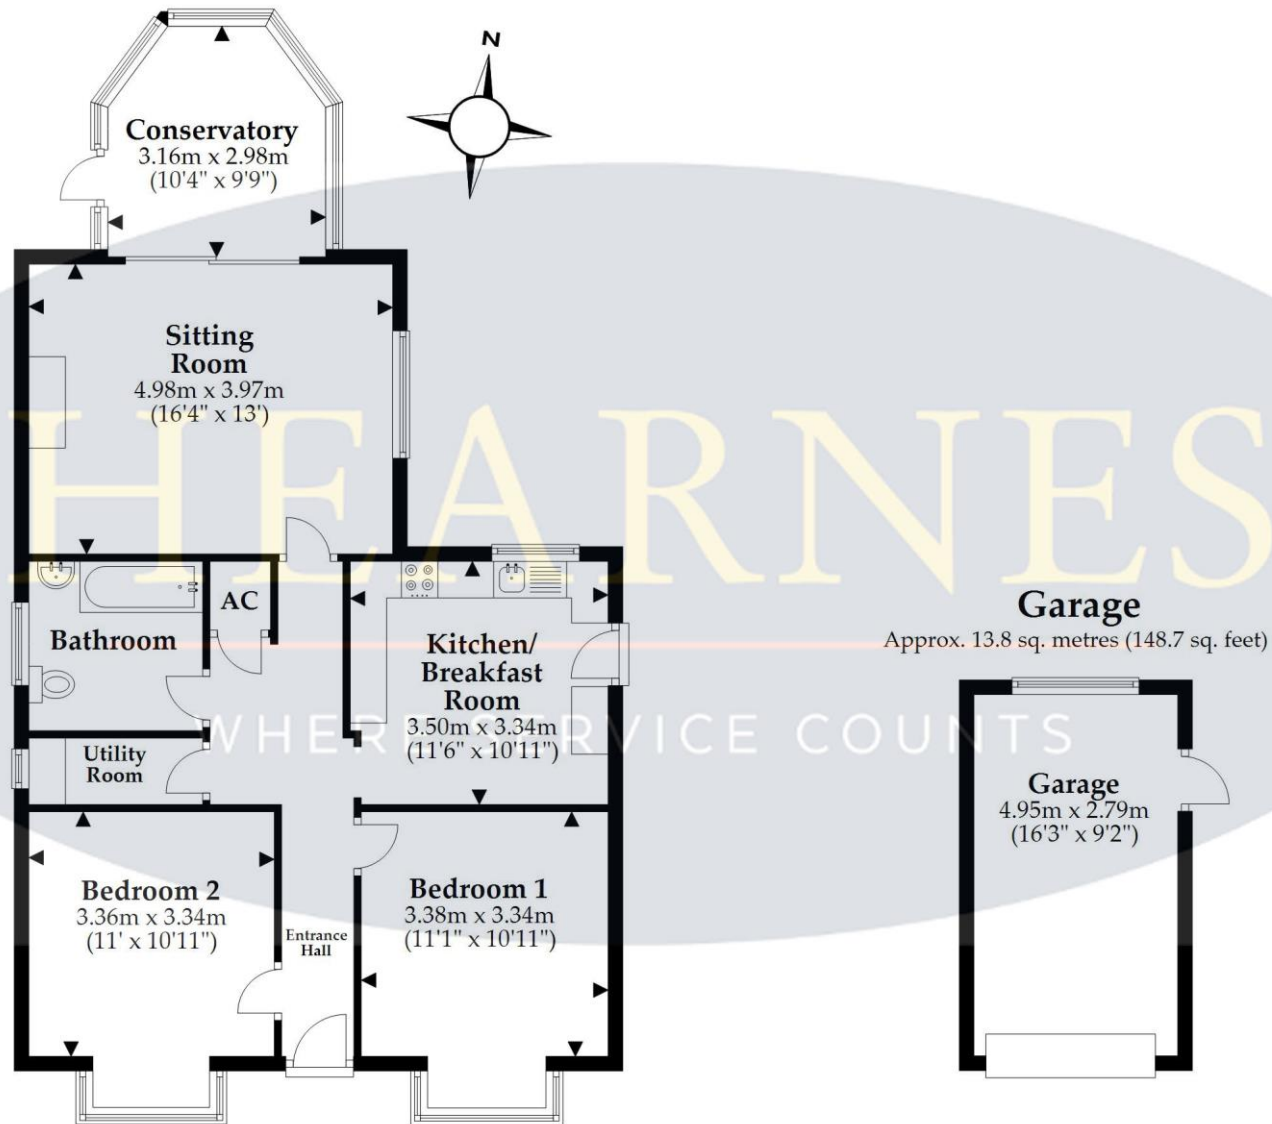 N
Conservatory
3.16m x 2.98m
(10'4" x 9'9")
Sitting
Room
4.98m x 3.97m
(16'4" x 13')
HEARNES
WHERE SERVICE COUNTS
AC
Bathroom
Kitchen/
Breakfast
Room
3.50m x 3.34m
(11'6" x 10'11")
Utility
Room
Bedroom 2
3.36m x 3.34m
(11' x 10'11")
Entrance
Hall
Bedroom 1
3.38m x 3.34m
(11'1" x 10'11")
Garage
Approx. 13.8 sq. metres (148.7 sq. feet)
Garage
4.95m x 2.79m
(16'3" x 9'2")